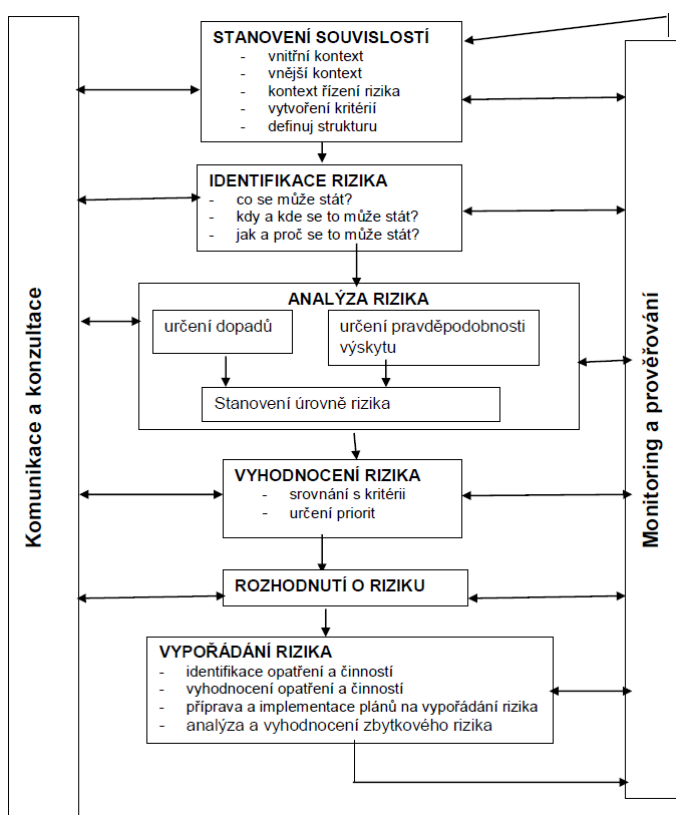 STANOVENÍ SOUVISLOSTÍ
- vnitřní kontext
- vnější kontext
- kontext řízení rizika
- vytvoření kritérií
- definuj strukturu
IDENTIFIKACE RIZIKA
- co se může stát?
- kdy a kde se to může stát?
- jak a proč se to může stát?
ANALÝZA RIZIKA
určení dopadů
určení pravděpodobnosti
výskytu
Stanovení úrovně rizika
VYHODNOCENÍ RIZIKA
- srovnání s kritérii
- určení priorit
ROZHODNUTÍ O RIZIKU
VYPOŘÁDÁNÍ RIZIKA
- identifikace opatření a činností
- vyhodnocení opatření a činností
- příprava a implementace plánů na vypořádání rizika
- analýza a vyhodnocení zbytkového rizika
Komunikace a konzultace
Monitoring a prověřování